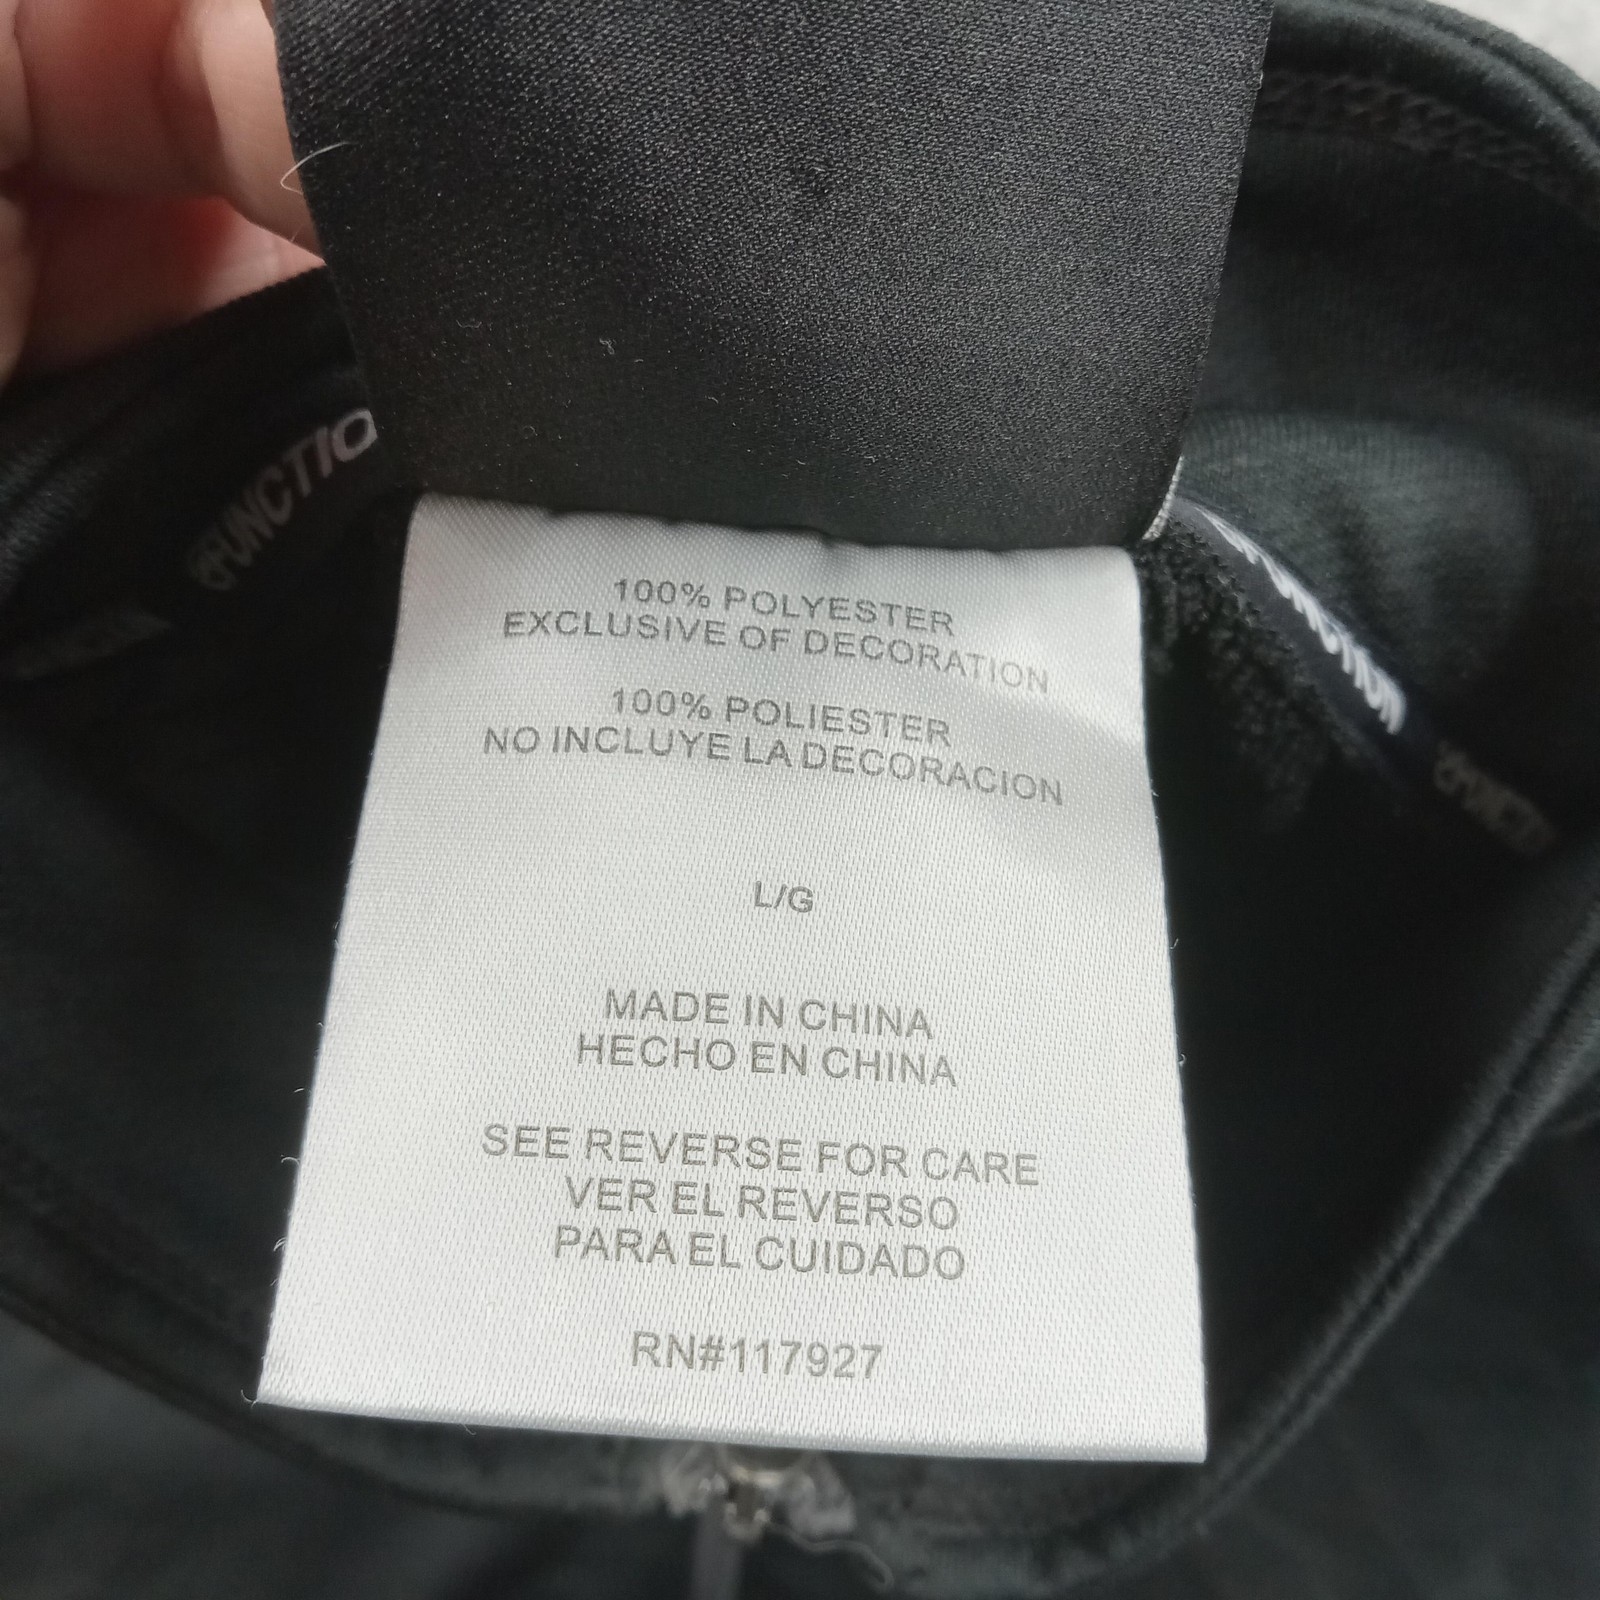 100% POLYESTER
EXCLUSIVE OF DECORATION
100% POLIESTER
NO INCLUYE LA DECORACION
L/G
MADE IN CHINA
HECHO EN CHINA
SEE REVERSE FOR CARE
VER EL REVERSO
PARA EL CUIDADO
RN#117927